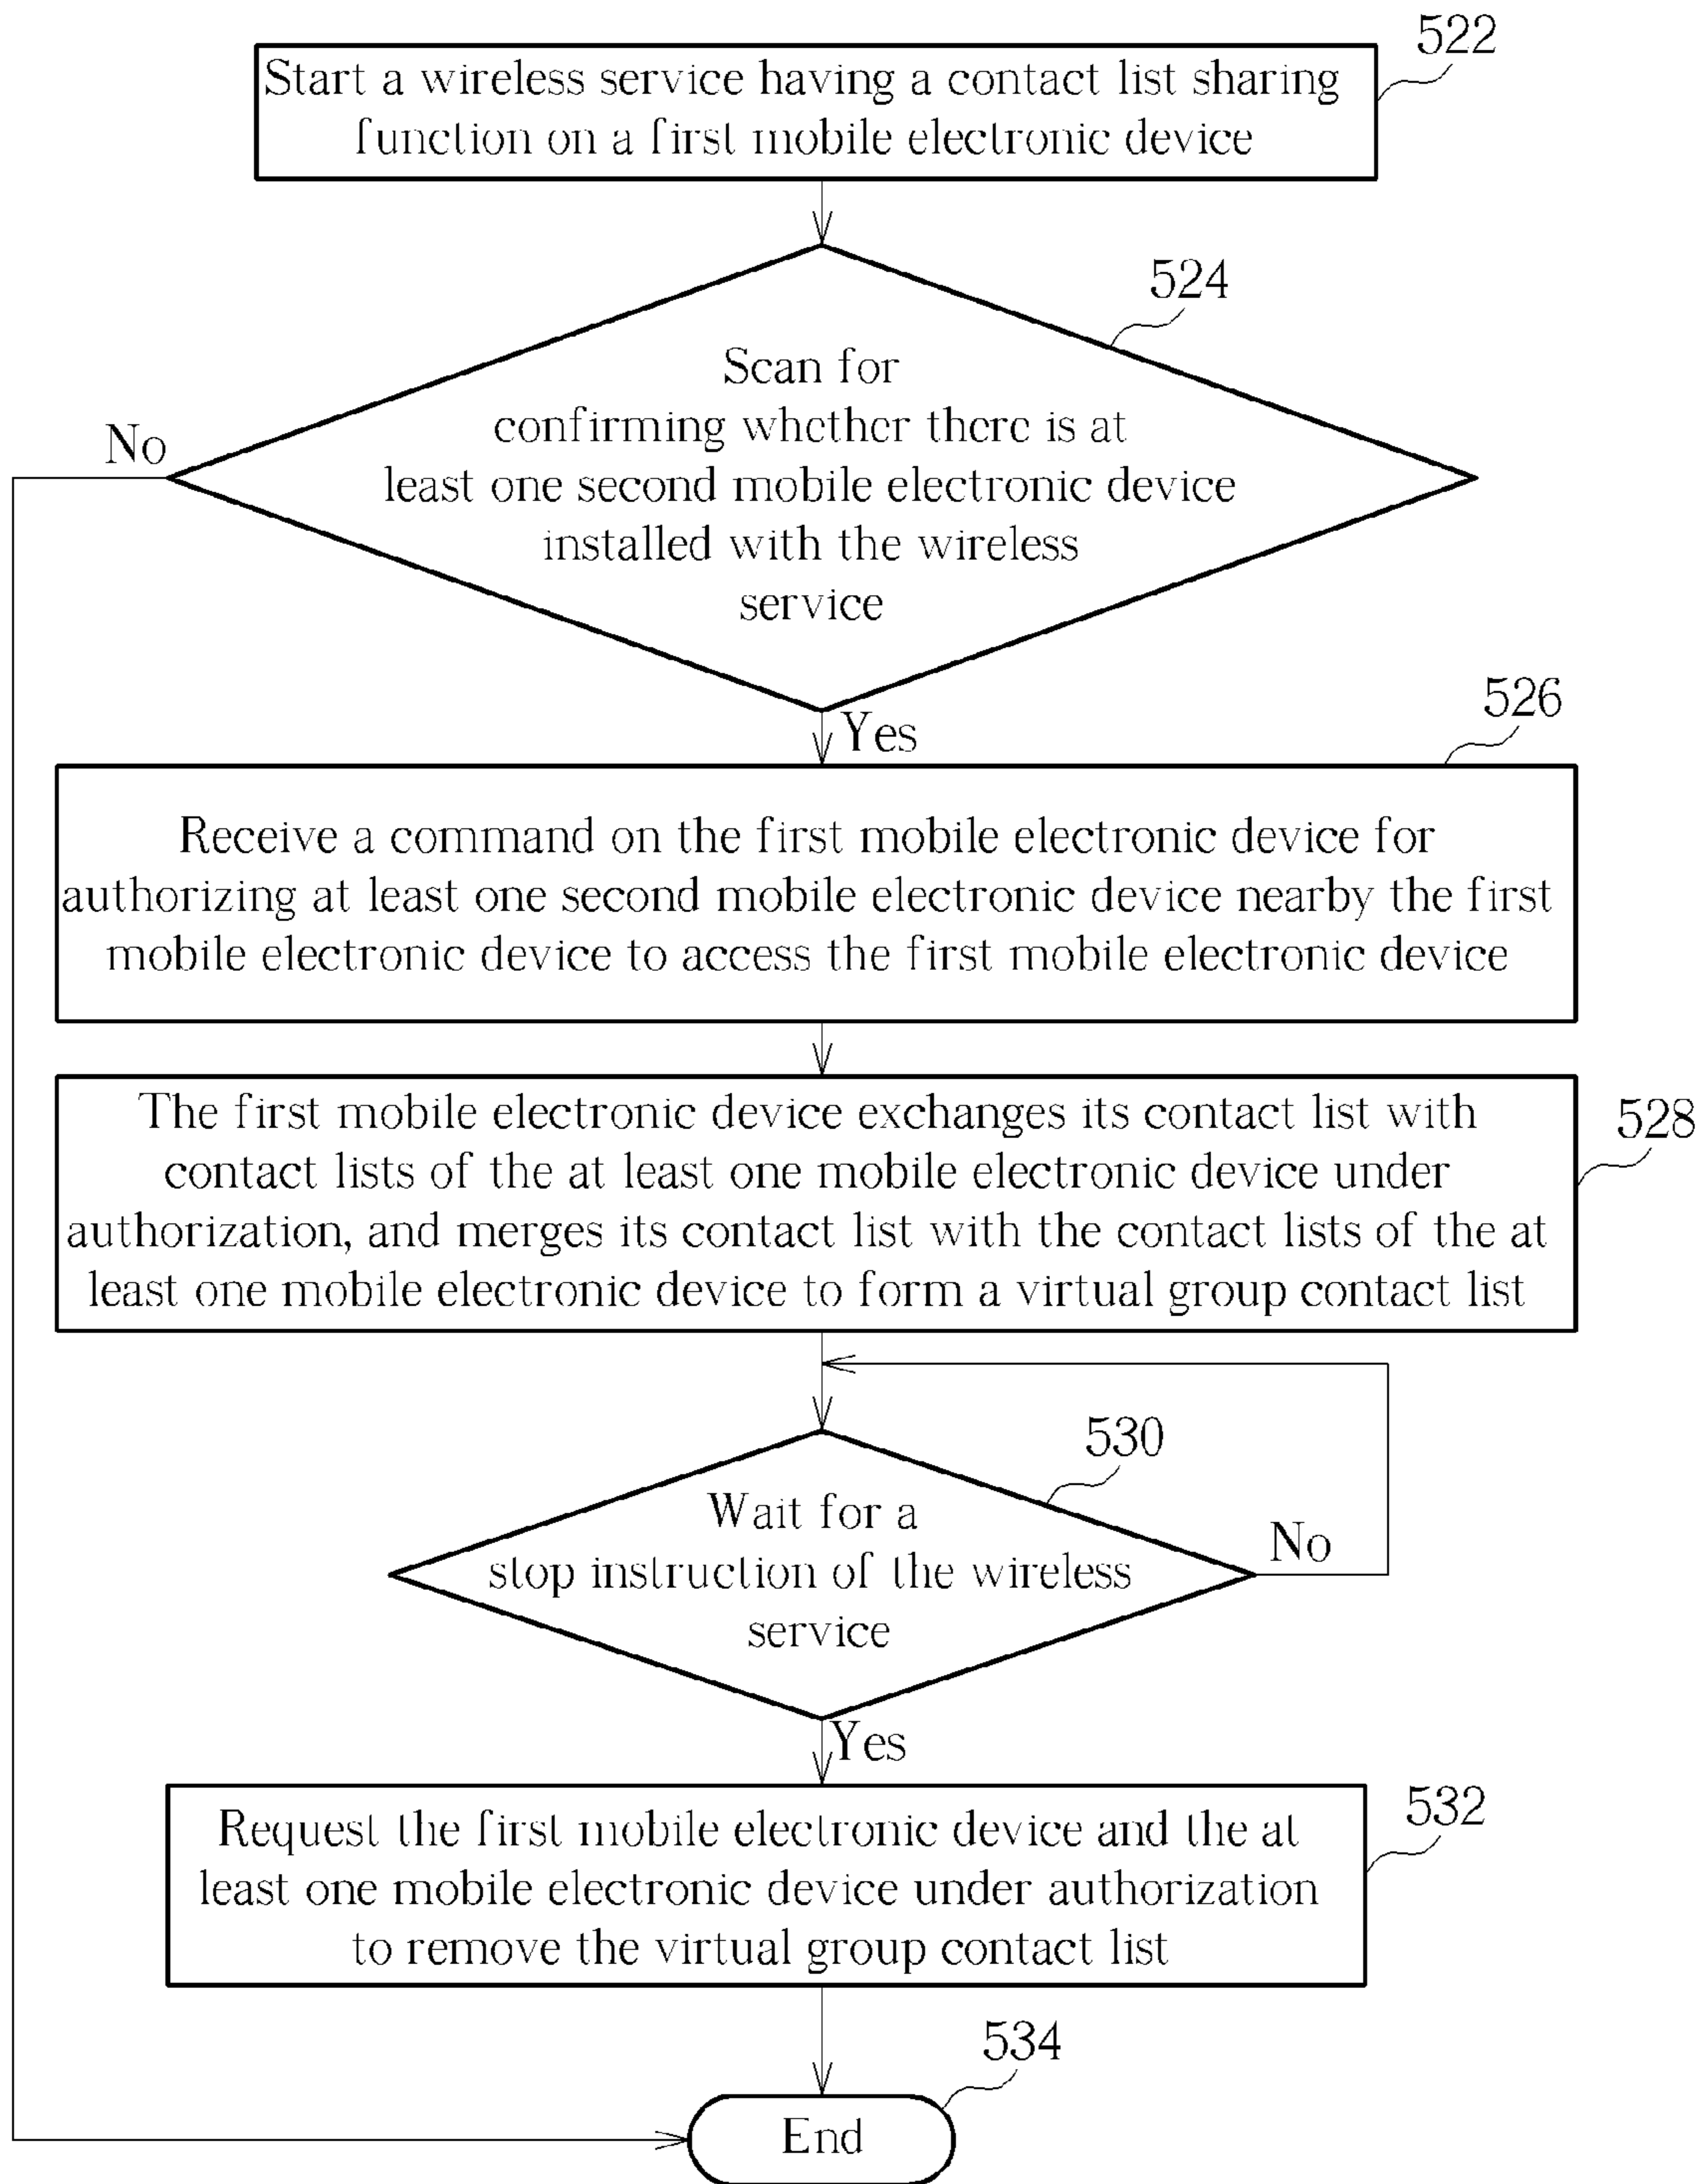 522
Start a wireless service having a contact list sharing
function on a first mobile electronic device
524
Scan for
confirming whether there is at
least one second mobile electronic device
installed with the wireless
service
No
Yes
526
Receive a command on the first mobile electronic device for
authorizing at least one second mobile electronic device nearby the first
mobile electronic device to access the first mobile electronic device
528
The first mobile electronic device exchanges its contact list with
contact lists of the at least one mobile electronic device under
authorization, and merges its contact list with the contact lists of the at
least one mobile electronic device to form a virtual group contact list
530
Wait for a
stop instruction of the wireless
service
No
Yes
532
Request the first mobile electronic device and the at
least one mobile electronic device under authorization
to remove the virtual group contact list
534
End